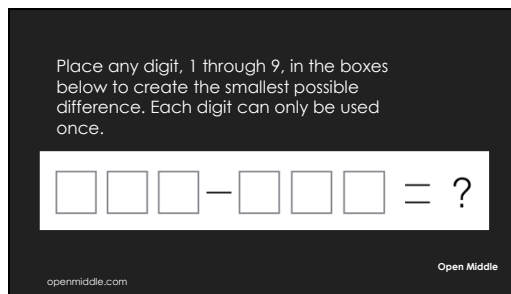 Place any digit, 1 through 9, in the boxes
below to create the smallest possible
difference. Each digit can only be used
once.
− = ?
Open Middle
openmiddle.com